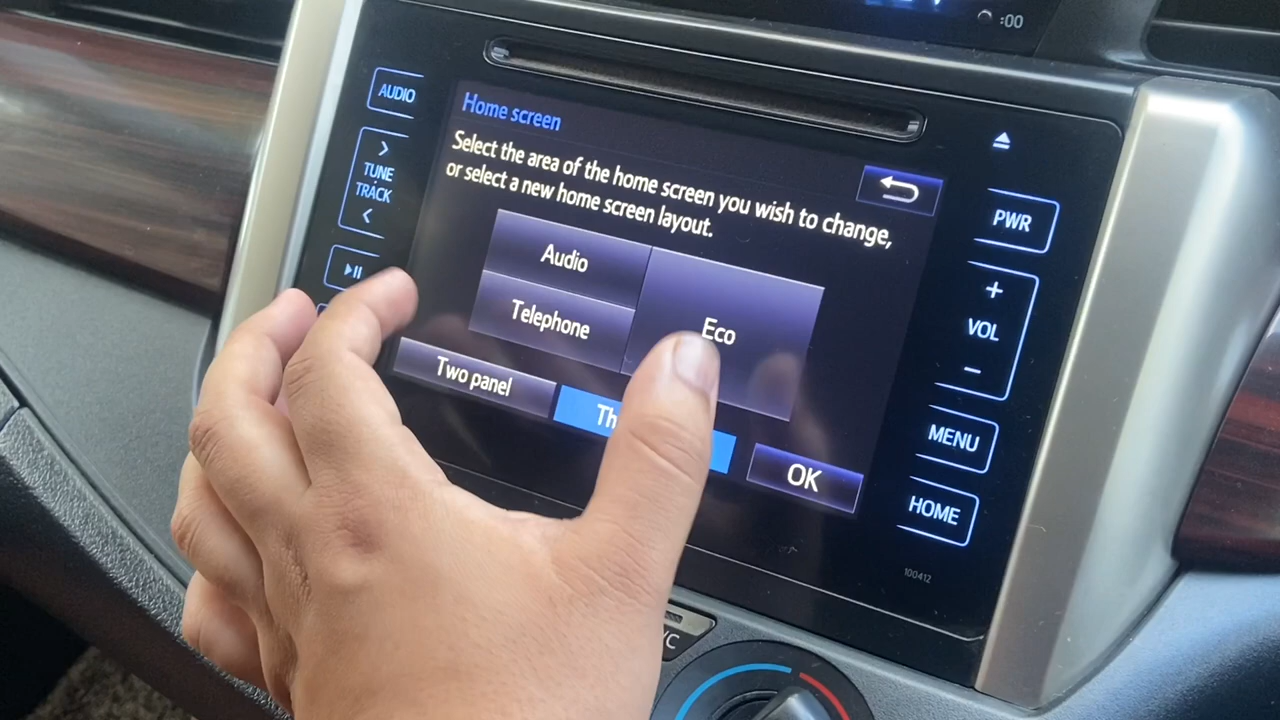 :00
AUDIO
TUNE
TRACK
Home screen
Select the area of the home screen you wish to change,
or select a new home screen layout.
Audio
Telephone
Eco
Two panel
OK
PWR
+
VOL
-
MENU
HOME
100412